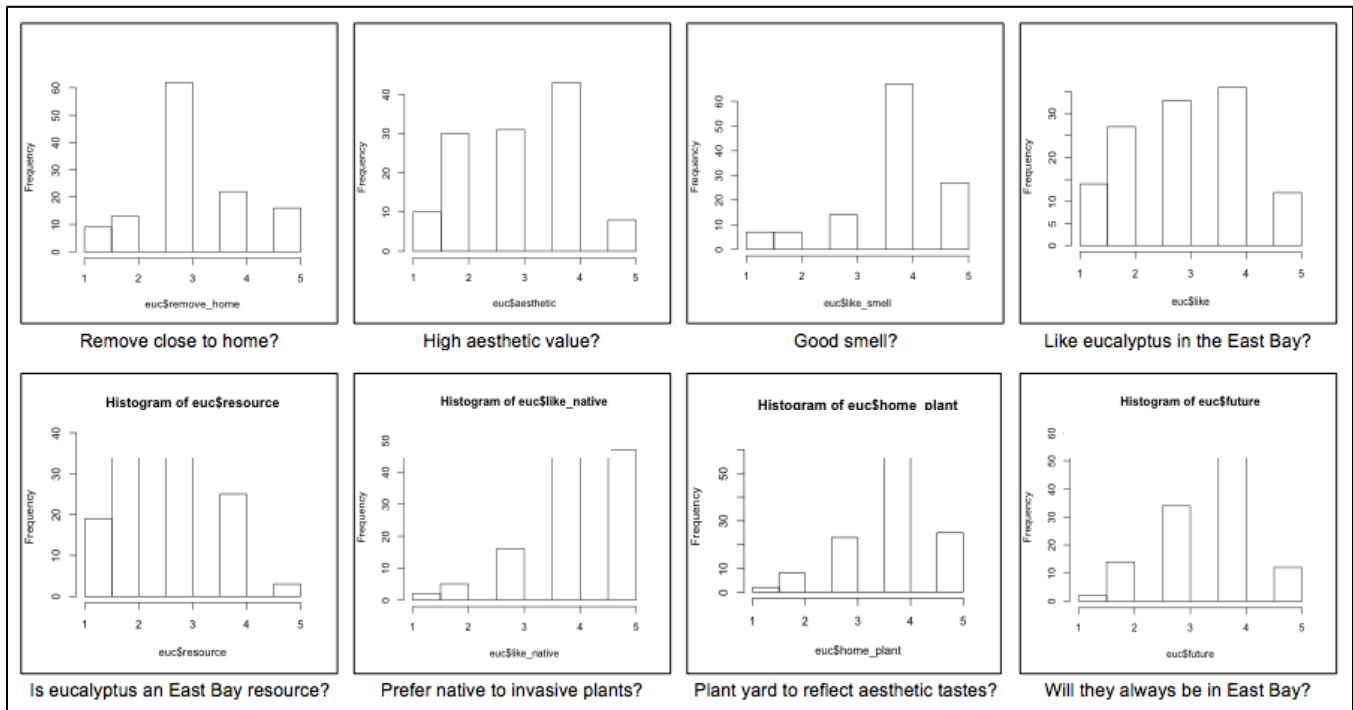 Frequency
0 10 20 30 40 50 60
1 2 3 4 5
euc$remove_home
Remove close to home?
Frequency
0 10 20 30 40
1 2 3 4 5
euc$aesthetic
High aesthetic value?
Frequency
0 10 20 30 40 50 60
1 2 3 4 5
euc$like_smell
Good smell?
Frequency
0 5 10 15 20 30
1 2 3 4 5
euc$like
Like eucalyptus in the East Bay?
Histogram of euc$resource
Frequency
0 10 20 30 40
1 2 3 4 5
euc$resource
Is eucalyptus an East Bay resource?
Histogram of euc$like_native
Frequency
0 10 20 30 40 50
1 2 3 4 5
euc$like_native
Prefer native to invasive plants?
Histogram of euc$home_plant
Frequency
0 10 20 30 50
1 2 3 4 5
euc$home_plant
Plant yard to reflect aesthetic tastes?
Histogram of euc$future
Frequency
0 10 20 30 40 50 60
1 2 3 4 5
euc$future
Will they always be in East Bay?